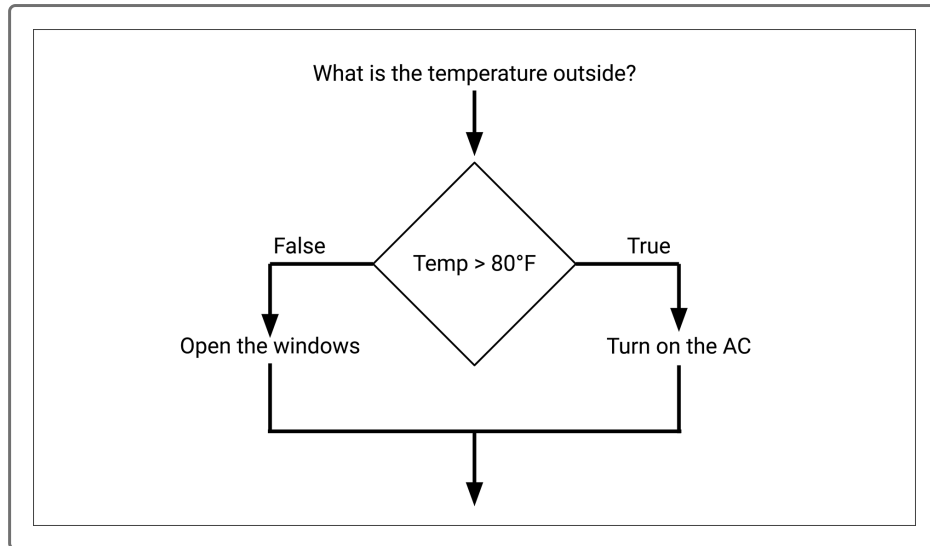 What is the temperature outside?
False
True
Temp > 80°F
Open the windows
Turn on the AC